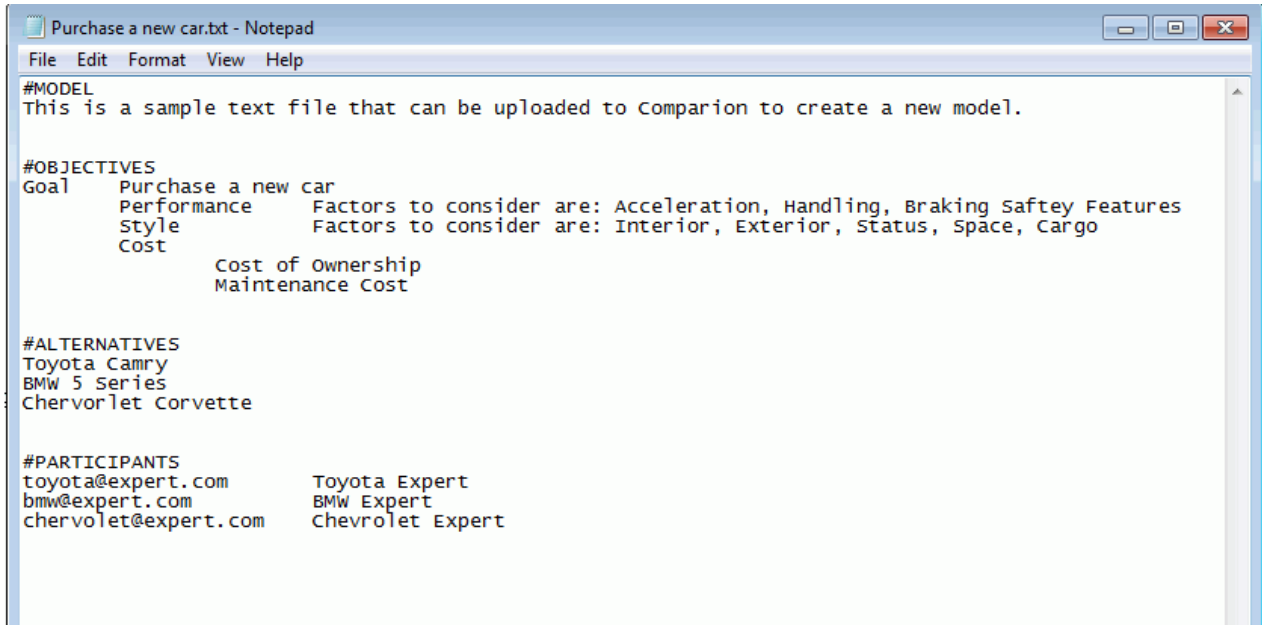 Purchase a new car.txt - Notepad
File Edit Format View Help
#MODEL
This is a sample text file that can be uploaded to Comparion to create a new model.
#OBJECTIVES
Goal Purchase a new car
Performance Factors to consider are: Acceleration, Handling, Braking Saftey Features
Style Factors to consider are: Interior, Exterior, Status, Space, Cargo
Cost
Cost of Ownership
Maintenance Cost
#ALTERNATIVES
Toyota Camry
BMW 5 Series
Chervorlet Corvette
#PARTICIPANTS
toyota@expert.com Toyota Expert
bmw@expert.com BMW Expert
chervolet@expert.com Chevrolet Expert